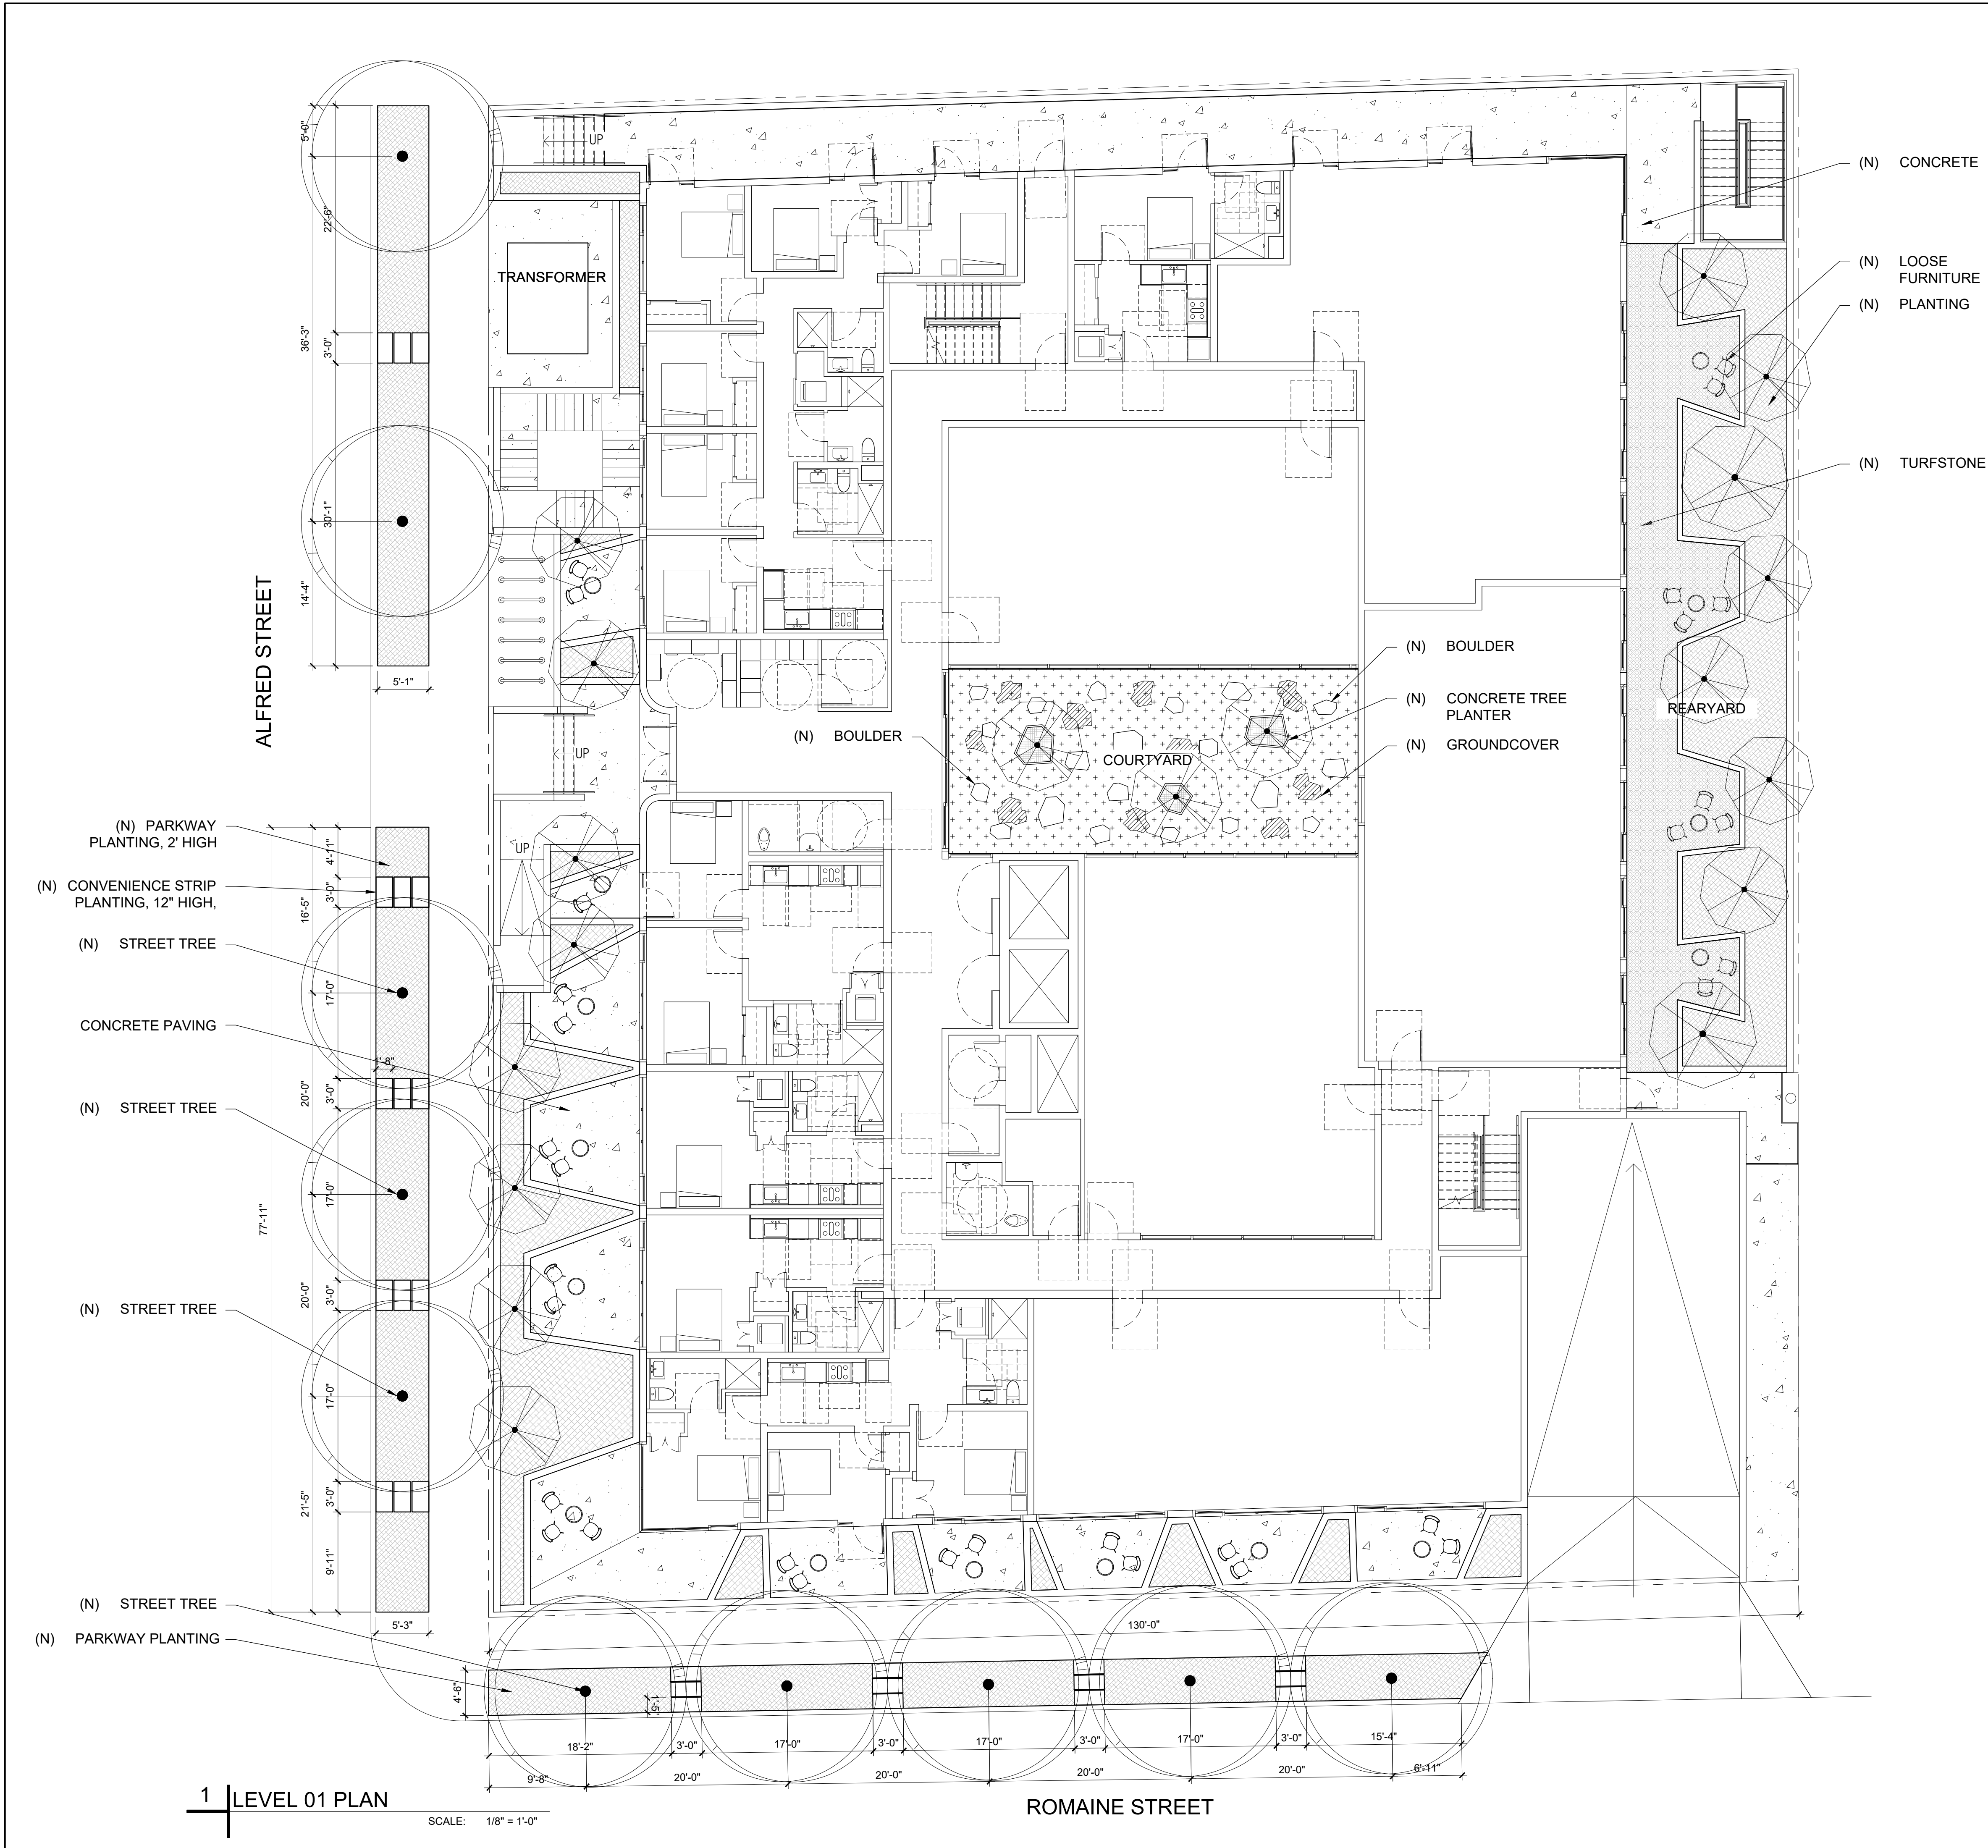 5'-0"
22'-6"
36'-3"
3'-0"
30'-1"
14'-4"
5'-1"
ALFRED STREET
UP
TRANSFORMER
UP
UP
(N) CONCRETE
(N) LOOSE
FURNITURE
(N) PLANTING
(N) TURFSTONE
REARYARD
(N) BOULDER
(N) CONCRETE TREE
PLANTER
(N) GROUNDCOVER
(N) BOULDER
COURTYARD
(N) PARKWAY
PLANTING, 2' HIGH
(N) CONVENIENCE STRIP
PLANTING, 12" HIGH,
(N) STREET TREE
CONCRETE PAVING
(N) STREET TREE
(N) STREET TREE
(N) STREET TREE
(N) PARKWAY PLANTING
77'-11"
16'-5"
20'-0"
20'-0"
21'-5"
4'-11"
3'-0"
17'-0"
1'-8"
3'-0"
17'-0"
3'-0"
17'-0"
3'-0"
9'-11"
5'-3"
130'-0"
4'-6"
1'-5"
18'-2"
3'-0"
17'-0"
3'-0"
17'-0"
3'-0"
17'-0"
3'-0"
15'-4"
9'-8"
20'-0"
20'-0"
20'-0"
20'-0"
6'-11"
1
LEVEL 01 PLAN
SCALE: 1/8" = 1'-0"
ROMAINE STREET